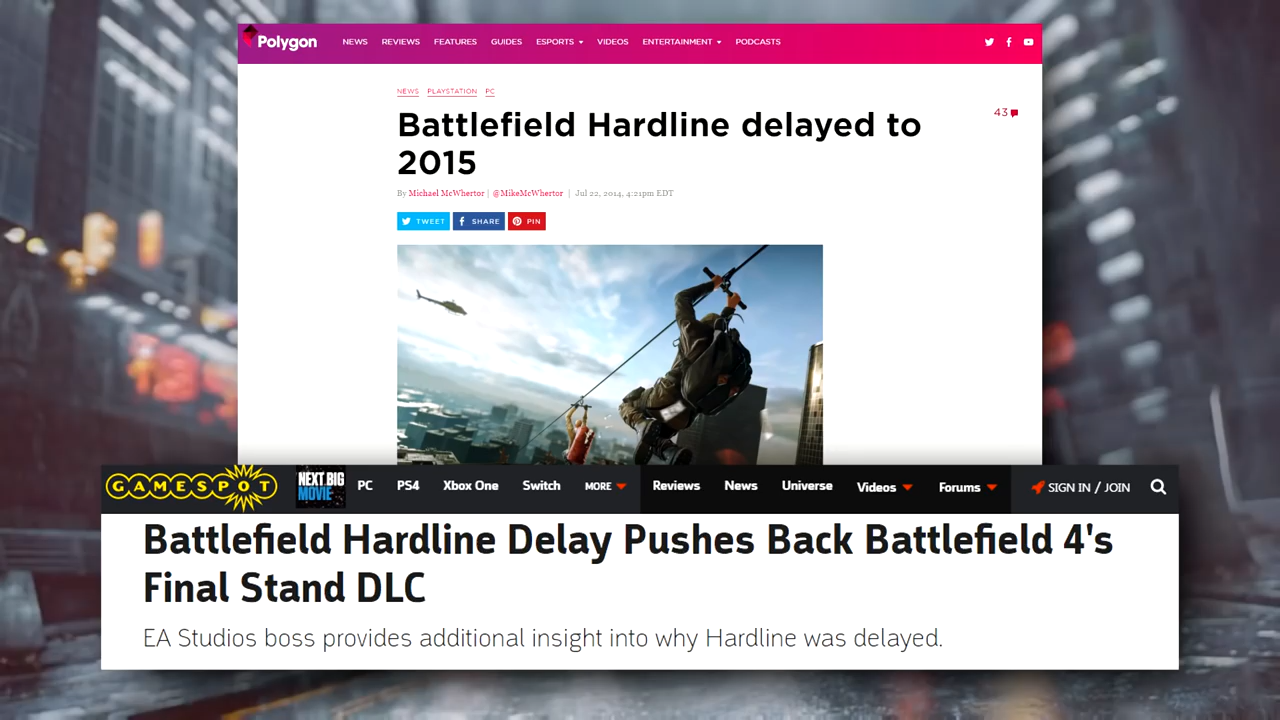 Polygon
NEWS REVIEWS FEATURES GUIDES ESPORTS VIDEOS ENTERTAINMENT PODCASTS
NEWS PLAYSTATION PC
Battlefield Hardline delayed to
2015
43
By Michael McWhertor | @MikeMcWhertor | Jul 22, 2014, 4:21pm EDT
TWEET SHARE PIN
GAMESPOT
NEXT BIG
MOVIE
PC PS4 Xbox One Switch MORE Reviews News Universe Videos Forums SIGN IN / JOIN
Battlefield Hardline Delay Pushes Back Battlefield 4's
Final Stand DLC
EA Studios boss provides additional insight into why Hardline was delayed.